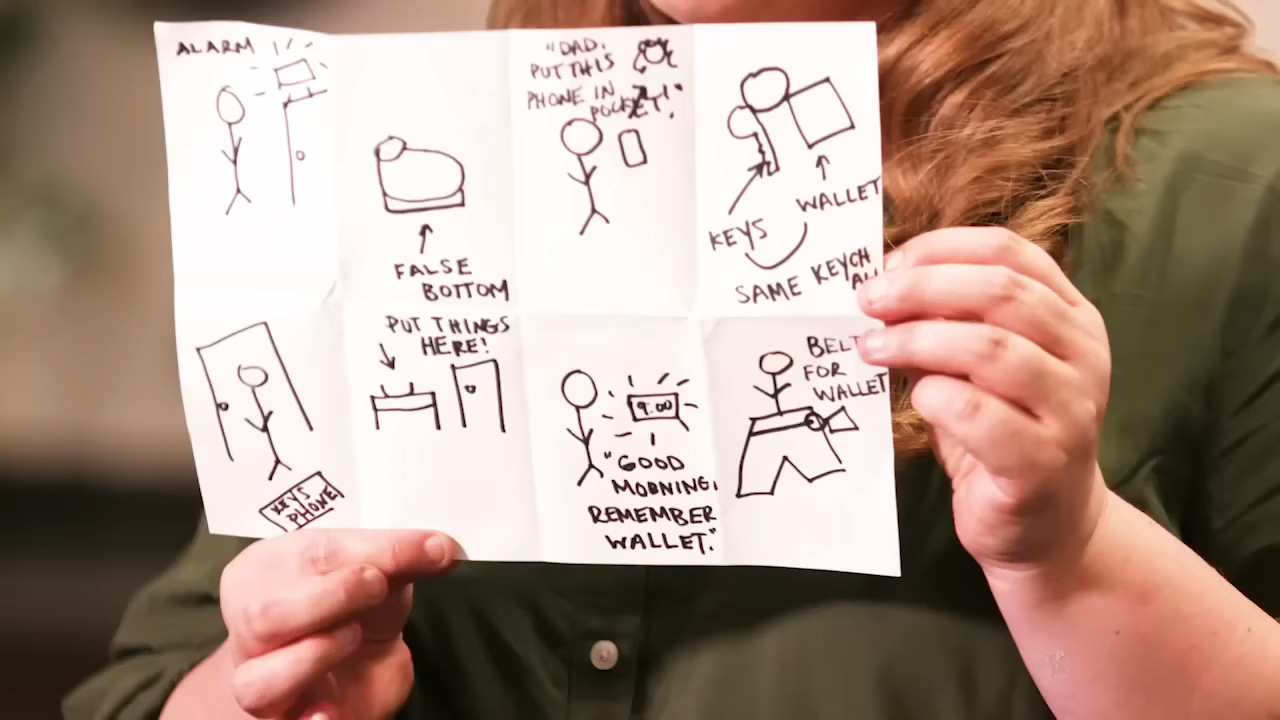 ALARM
FALSE
BOTTOM
"DAD,
PUT THIS
PHONE IN
POCKET!"
KEYS
WALLET
SAME KEYCH
KEYS
PHONE
PUT THINGS
HERE!
9:00
"GOOD
MORNING,
REMEMBER
WALLET."
BELT
FOR
WALLET